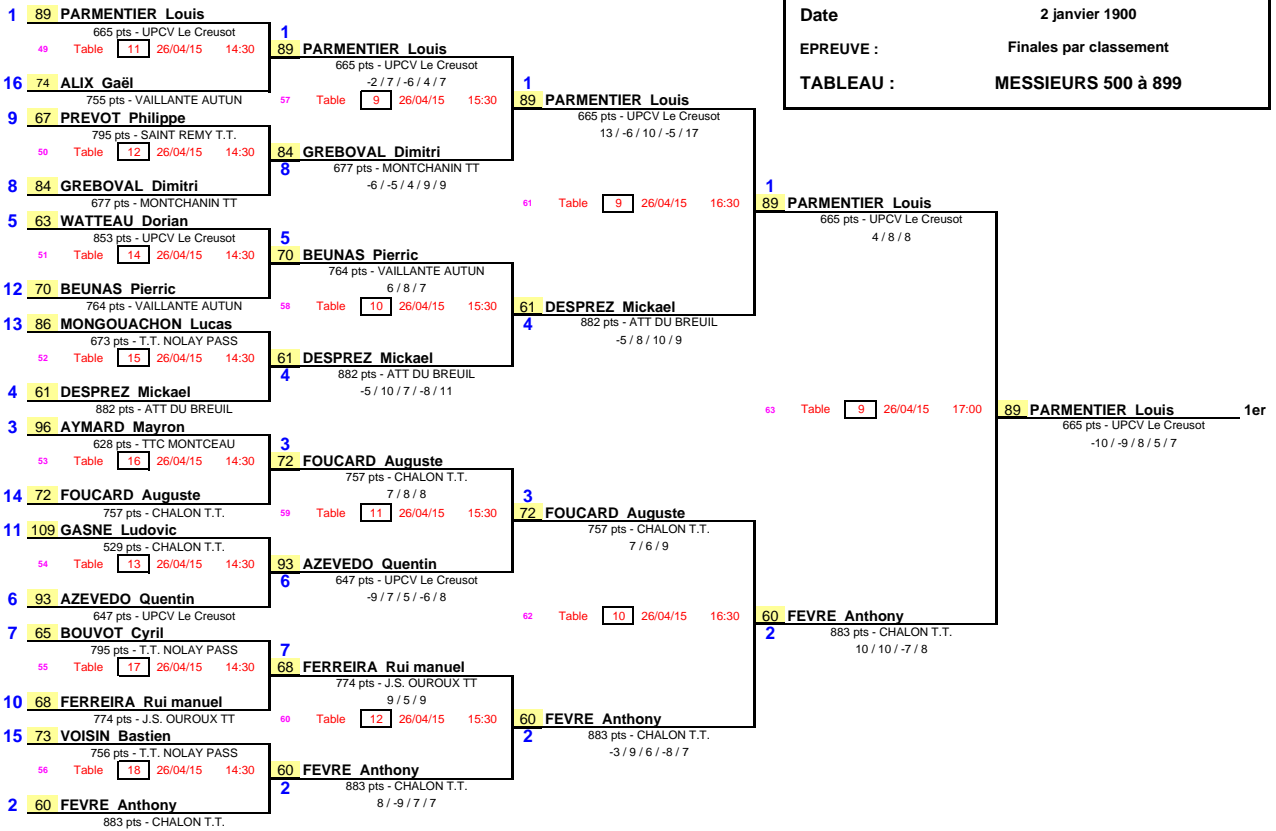 Date 2 janvier 1900
EPREUVE : Finales par classement
TABLEAU : MESSIEURS 500 à 899
1 89 PARMENTIER Louis
665 pts - UPCV Le Creusot
49 Table 11 26/04/15 14:30
16 74 ALIX Gaël
755 pts - VAILLANTE AUTUN
9 67 PREVOT Philippe
795 pts - SAINT REMY T.T.
50 Table 12 26/04/15 14:30
8 84 GREBOVAL Dimitri
677 pts - MONTCHANIN TT
5 63 WATTEAU Dorian
853 pts - UPCV Le Creusot
51 Table 14 26/04/15 14:30
12 70 BEUNAS Pierric
764 pts - VAILLANTE AUTUN
13 86 MONGOUACHON Lucas
673 pts - T.T. NOLAY PASS
52 Table 15 26/04/15 14:30
4 61 DESPREZ Mickael
882 pts - ATT DU BREUIL
3 96 AYMARD Mayron
628 pts - TTC MONTCEAU
53 Table 16 26/04/15 14:30
14 72 FOUCARD Auguste
757 pts - CHALON T.T.
11 109 GASNE Ludovic
529 pts - CHALON T.T.
54 Table 13 26/04/15 14:30
6 93 AZEVEDO Quentin
647 pts - UPCV Le Creusot
7 65 BOUVOT Cyril
795 pts - T.T. NOLAY PASS
55 Table 17 26/04/15 14:30
10 68 FERREIRA Rui manuel
774 pts - J.S. OUROUX TT
15 73 VOISIN Bastien
756 pts - T.T. NOLAY PASS
56 Table 18 26/04/15 14:30
2 60 FEVRE Anthony
883 pts - CHALON T.T.
1
89 PARMENTIER Louis
665 pts - UPCV Le Creusot
-2 / 7 / -6 / 4 / 7
57 Table 9 26/04/15 15:30
84 GREBOVAL Dimitri
8
677 pts - MONTCHANIN TT
-6 / -5 / 4 / 9 / 9
5
70 BEUNAS Pierric
764 pts - VAILLANTE AUTUN
6 / 8 / 7
58 Table 10 26/04/15 15:30
61 DESPREZ Mickael
4
882 pts - ATT DU BREUIL
-5 / 10 / 7 / -8 / 11
3
72 FOUCARD Auguste
757 pts - CHALON T.T.
7 / 8 / 8
59 Table 11 26/04/15 15:30
93 AZEVEDO Quentin
6
647 pts - UPCV Le Creusot
-9 / 7 / 5 / -6 / 8
7
68 FERREIRA Rui manuel
774 pts - J.S. OUROUX TT
9 / 5 / 9
60 Table 12 26/04/15 15:30
60 FEVRE Anthony
2
883 pts - CHALON T.T.
8 / -9 / 7 / 7
1
89 PARMENTIER Louis
665 pts - UPCV Le Creusot
13 / -6 / 10 / -5 / 17
61 Table 9 26/04/15 16:30
61 DESPREZ Mickael
4
882 pts - ATT DU BREUIL
-5 / 8 / 10 / 9
3
72 FOUCARD Auguste
757 pts - CHALON T.T.
7 / 6 / 9
62 Table 10 26/04/15 16:30
60 FEVRE Anthony
2
883 pts - CHALON T.T.
-3 / 9 / 6 / -8 / 7
1
89 PARMENTIER Louis
665 pts - UPCV Le Creusot
4 / 8 / 8
63 Table 9 26/04/15 17:00
60 FEVRE Anthony
2
883 pts - CHALON T.T.
10 / 10 / -7 / 8
89 PARMENTIER Louis 1er
665 pts - UPCV Le Creusot
-10 / -9 / 8 / 5 / 7